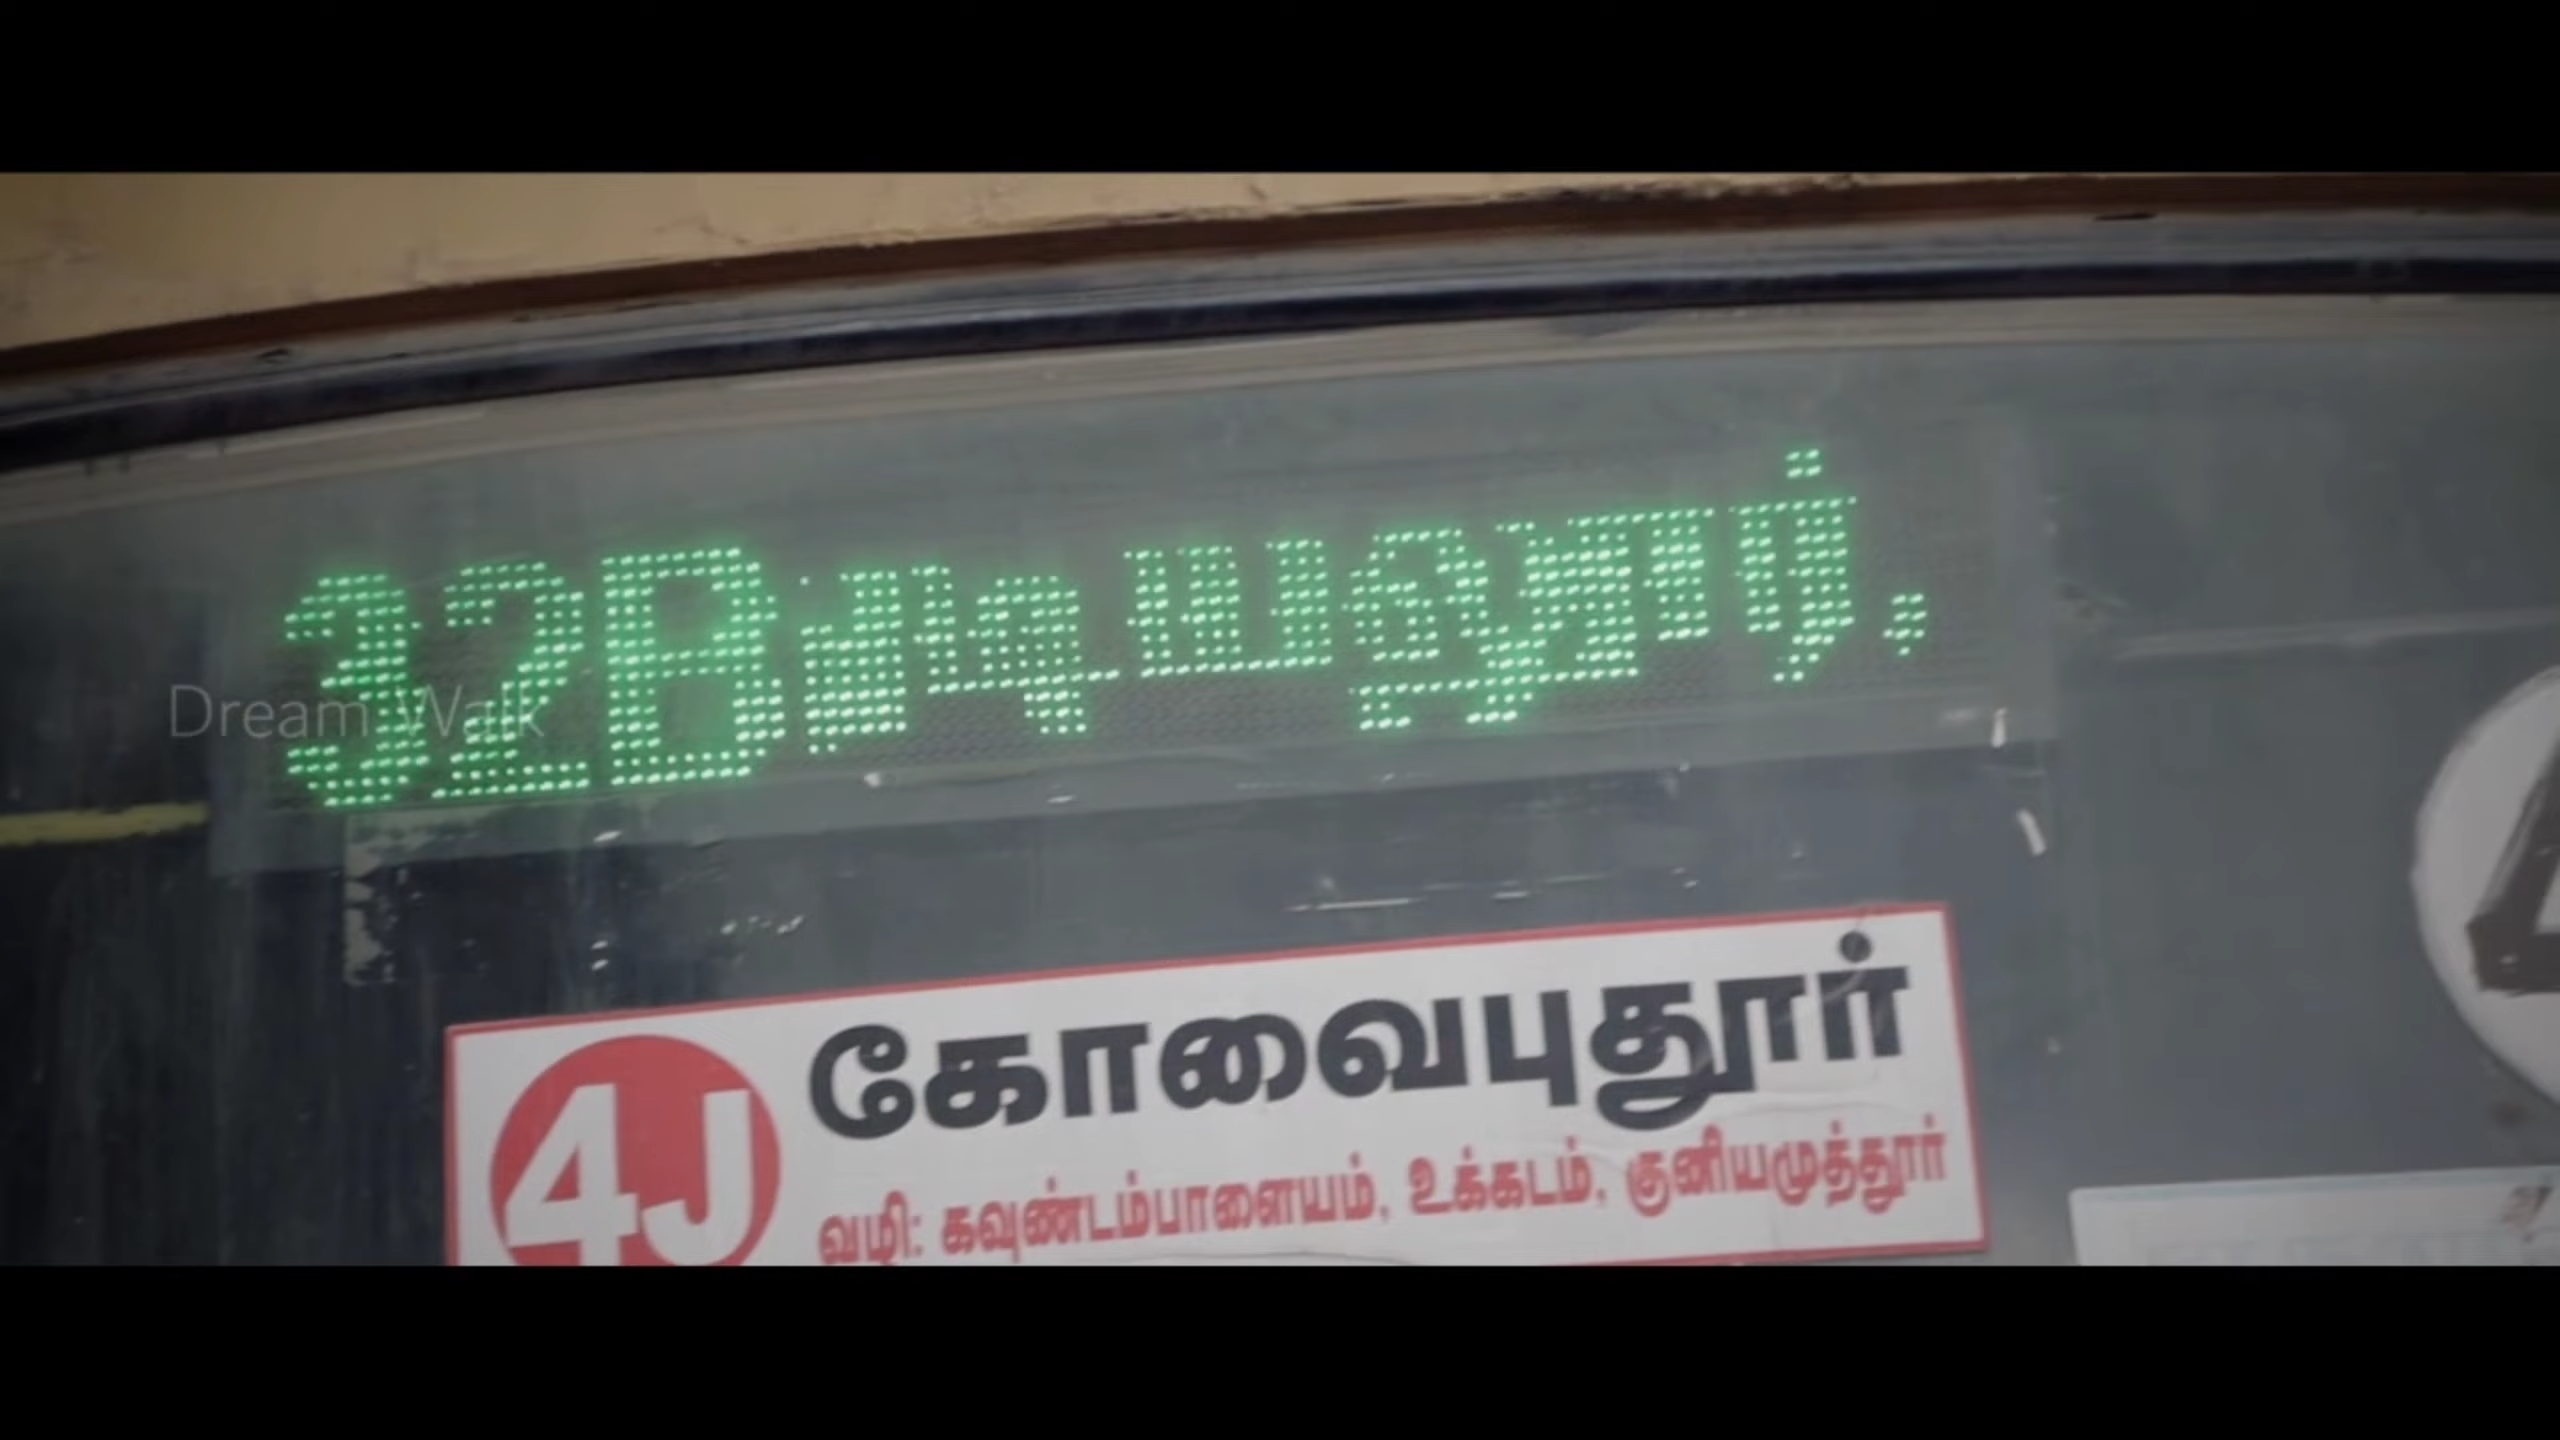 32B
Dream Walk
4J கோவைபுதூர்
வழி: கவுண்டம்பாளையம், உக்கடம், குனியமுத்தூர்